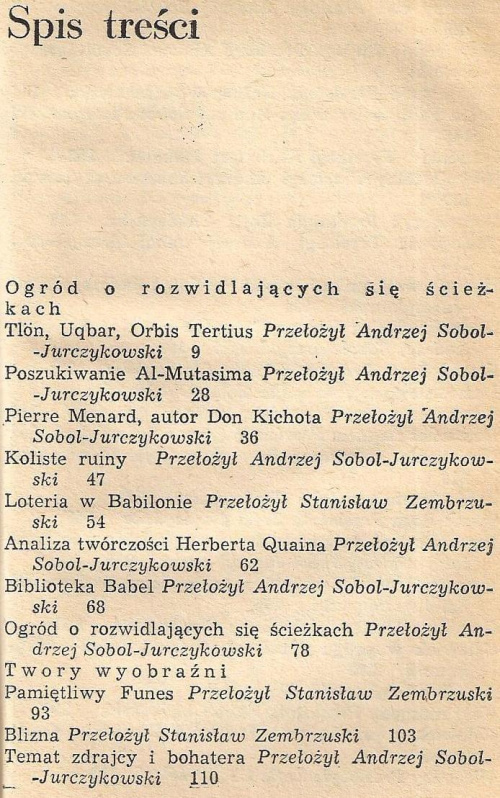 Spis treści
Ogród o rozwidlających się ścież-
kach
Tlön, Uqbar, Orbis Tertius Przełożył Andrzej Sobol-
-Jurczykowski 9
Poszukiwanie Al-Mutasima Przełożył Andrzej Sobol-
-Jurczykowski 28
Pierre Menard, autor Don Kichota Przełożył Andrzej
Sobol-Jurczykowski 36
Koliste ruiny Przełożył Andrzej Sobol-Jurczykow-
ski 47
Loteria w Babilonie Przełożył Stanisław Zembrzu-
ski 54
Analiza twórczości Herberta Quaina Przełożył Andrzej
Sobol-Jurczykowski 62
Biblioteka Babel Przełożył Andrzej Sobol-Jurczykow-
ski 68
Ogród o rozwidlających się ścieżkach Przełożył An-
drzej Sobol-Jurczykowski 78
Twory wyobraźni
Pamiętliwy Funes Przełożył Stanisław Zembrzuski
93
Blizna Przełożył Stanisław Zembrzuski 103
Temat zdrajcy i bohatera Przełożył Andrzej Sobol-
-Jurczykowski 110